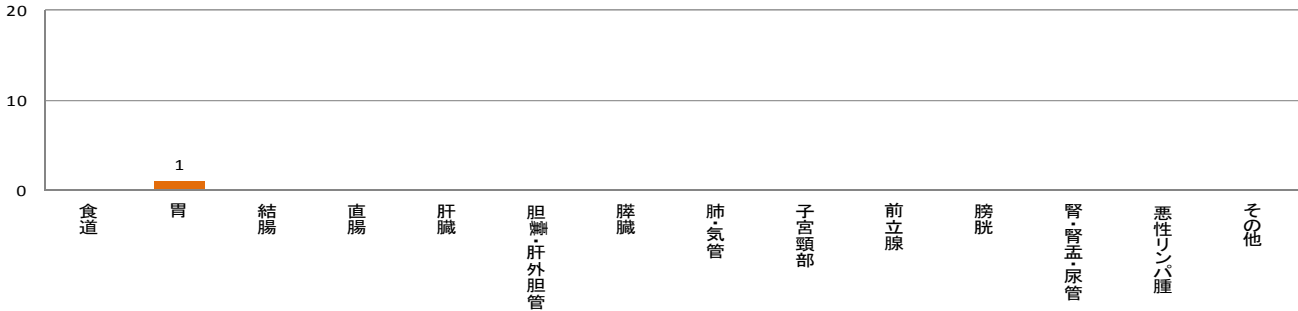 20
10
0
1
食道
胃
結腸
直腸
肝臓
胆嚢・肝外胆管
膵臓
肺・気管
子宮頸部
前立腺
膀胱
腎・腎盂・尿管
悪性リンパ腫
その他